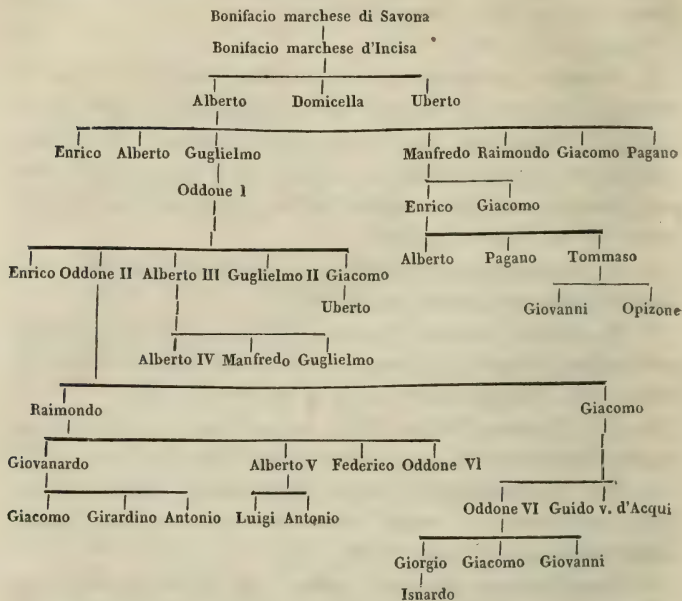 Bonifacio marchese di Savona
Bonifacio marchese d'Incisa
Alberto Domicella Uberto
Enrico Alberto Guglielmo Manfredo Raimondo Giacomo Pagano
Oddone I
Enrico Giacomo
Alberto Pagano Tommaso
Enrico Oddone II Alberto III Guglielmo II Giacomo
Uberto
Giovanni Opizone
Alberto IV Manfredo Guglielmo
Raimondo Giacomo
Giovanardo Alberto V Federico Oddone VI
Giacomo Girardino Antonio Luigi Antonio Oddone VI Guido v. d'Acqui
Giorgio Giacomo Giovanni
Isnardo